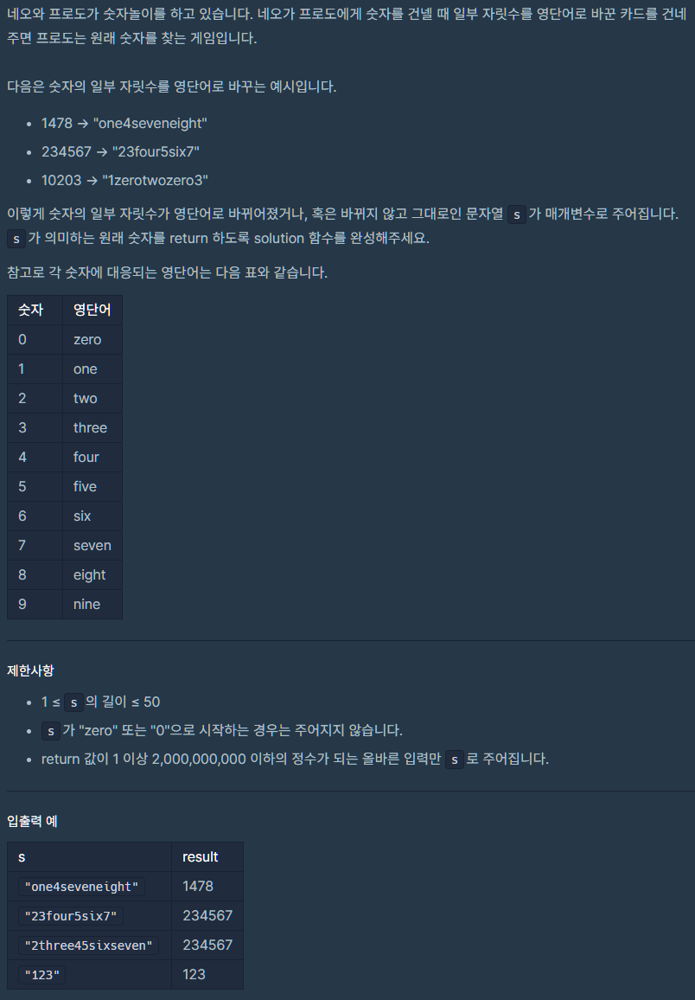 네오와 프로도가 숫자놀이를 하고 있습니다. 네오가 프로도에게 숫자를 건넬 때 일부 자릿수를 영단어로 바꾼 카드를 건네
주면 프로도는 원래 숫자를 찾는 게임입니다.
다음은 숫자의 일부 자릿수를 영단어로 바꾸는 예시입니다.
• 1478 → "one4seveneight"
• 234567 → "23four5six7"
• 10203 → "1zerotwozero3"
이렇게 숫자의 일부 자릿수가 영단어로 바뀌어졌거나, 혹은 바뀌지 않고 그대로인 문자열 s 가 매개변수로 주어집니다.
s 가 의미하는 원래 숫자를 return 하도록 solution 함수를 완성해주세요.
참고로 각 숫자에 대응되는 영단어는 다음 표와 같습니다.
숫자 영단어
0 zero
1 one
2 two
3 three
4 four
5 five
6 six
7 seven
8 eight
9 nine
제한사항
• 1 ≤ s 의 길이 ≤ 50
• s 가 "zero" 또는 "0"으로 시작하는 경우는 주어지지 않습니다.
• return 값이 1 이상 2,000,000,000 이하의 정수가 되는 올바른 입력만 s 로 주어집니다.
입출력 예
s result
"one4seveneight" 1478
"23four5six7" 234567
"2three45sixseven" 234567
"123" 123